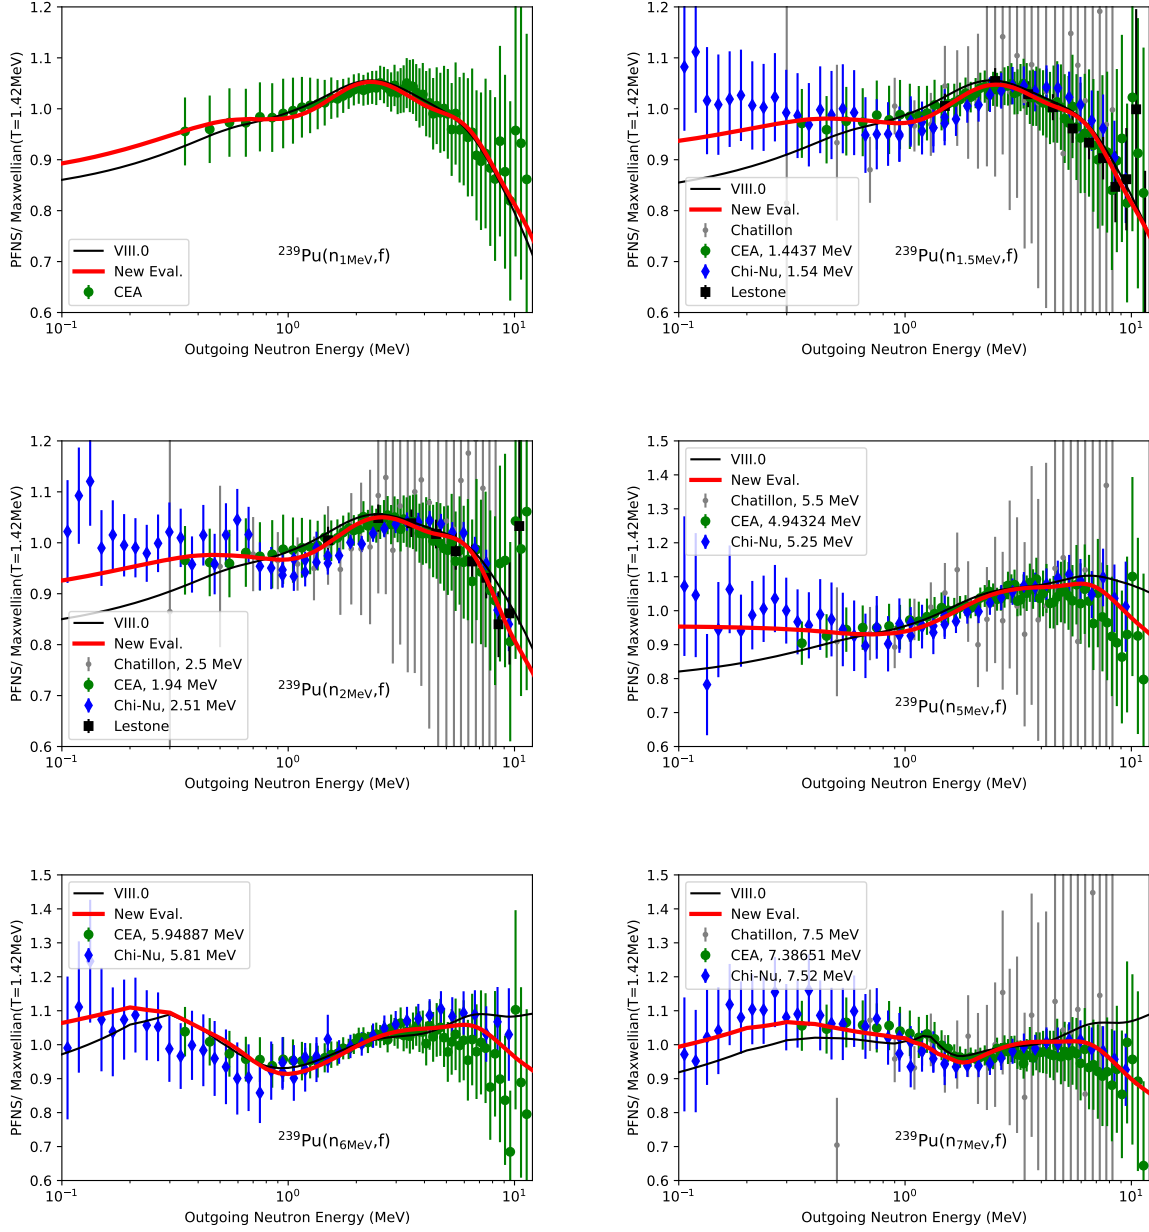 1.2
1.1
1.0
0.9
0.8
0.7
0.6
PFNS/ Maxwellian(T=1.42MeV)
VIII.0
New Eval.
CEA
²³⁹Pu(n₁MeV,f)
10⁻¹ 10⁰ 10¹
Outgoing Neutron Energy (MeV)
1.2
1.1
1.0
0.9
0.8
0.7
0.6
PFNS/ Maxwellian(T=1.42MeV)
VIII.0
New Eval.
Chatillon
CEA, 1.4437 MeV
Chi-Nu, 1.54 MeV
Lestone
²³⁹Pu(n₁.₅MeV,f)
10⁻¹ 10⁰ 10¹
Outgoing Neutron Energy (MeV)
1.2
1.1
1.0
0.9
0.8
0.7
0.6
PFNS/ Maxwellian(T=1.42MeV)
VIII.0
New Eval.
Chatillon, 2.5 MeV
CEA, 1.94 MeV
Chi-Nu, 2.51 MeV
Lestone
²³⁹Pu(n₂MeV,f)
10⁻¹ 10⁰ 10¹
Outgoing Neutron Energy (MeV)
1.5
1.4
1.3
1.2
1.1
1.0
0.9
0.8
0.7
0.6
PFNS/ Maxwellian(T=1.42MeV)
VIII.0
New Eval.
Chatillon, 5.5 MeV
CEA, 4.94324 MeV
Chi-Nu, 5.25 MeV
²³⁹Pu(n₅MeV,f)
10⁻¹ 10⁰ 10¹
Outgoing Neutron Energy (MeV)
1.5
1.4
1.3
1.2
1.1
1.0
0.9
0.8
0.7
0.6
PFNS/ Maxwellian(T=1.42MeV)
VIII.0
New Eval.
CEA, 5.94887 MeV
Chi-Nu, 5.81 MeV
²³⁹Pu(n₆MeV,f)
10⁻¹ 10⁰ 10¹
Outgoing Neutron Energy (MeV)
1.5
1.4
1.3
1.2
1.1
1.0
0.9
0.8
0.7
0.6
PFNS/ Maxwellian(T=1.42MeV)
VIII.0
New Eval.
Chatillon, 7.5 MeV
CEA, 7.38651 MeV
Chi-Nu, 7.52 MeV
²³⁹Pu(n₇MeV,f)
10⁻¹ 10⁰ 10¹
Outgoing Neutron Energy (MeV)